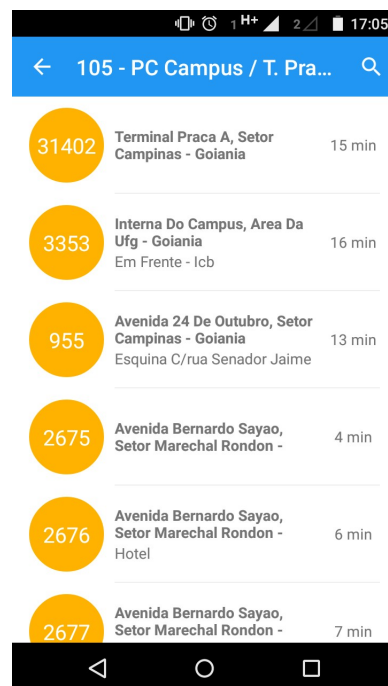 1 H+ 2 17:05
105 - PC Campus / T. Pra...
31402
Terminal Praca A, Setor
Campinas - Goiania
15 min
3353
Interna Do Campus, Area Da
Ufg - Goiania
Em Frente - Icb
16 min
955
Avenida 24 De Outubro, Setor
Campinas - Goiania
Esquina C/rua Senador Jaime
13 min
2675
Avenida Bernardo Sayao,
Setor Marechal Rondon -
4 min
2676
Avenida Bernardo Sayao,
Setor Marechal Rondon -
Hotel
6 min
2677
Avenida Bernardo Sayao,
Setor Marechal Rondon -
7 min